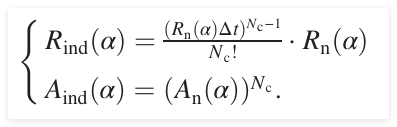 R_ind(α) = (R_n(α)Δt)^{N_c−1} / N_c! · R_n(α)
A_ind(α) = (A_n(α))^{N_c}.